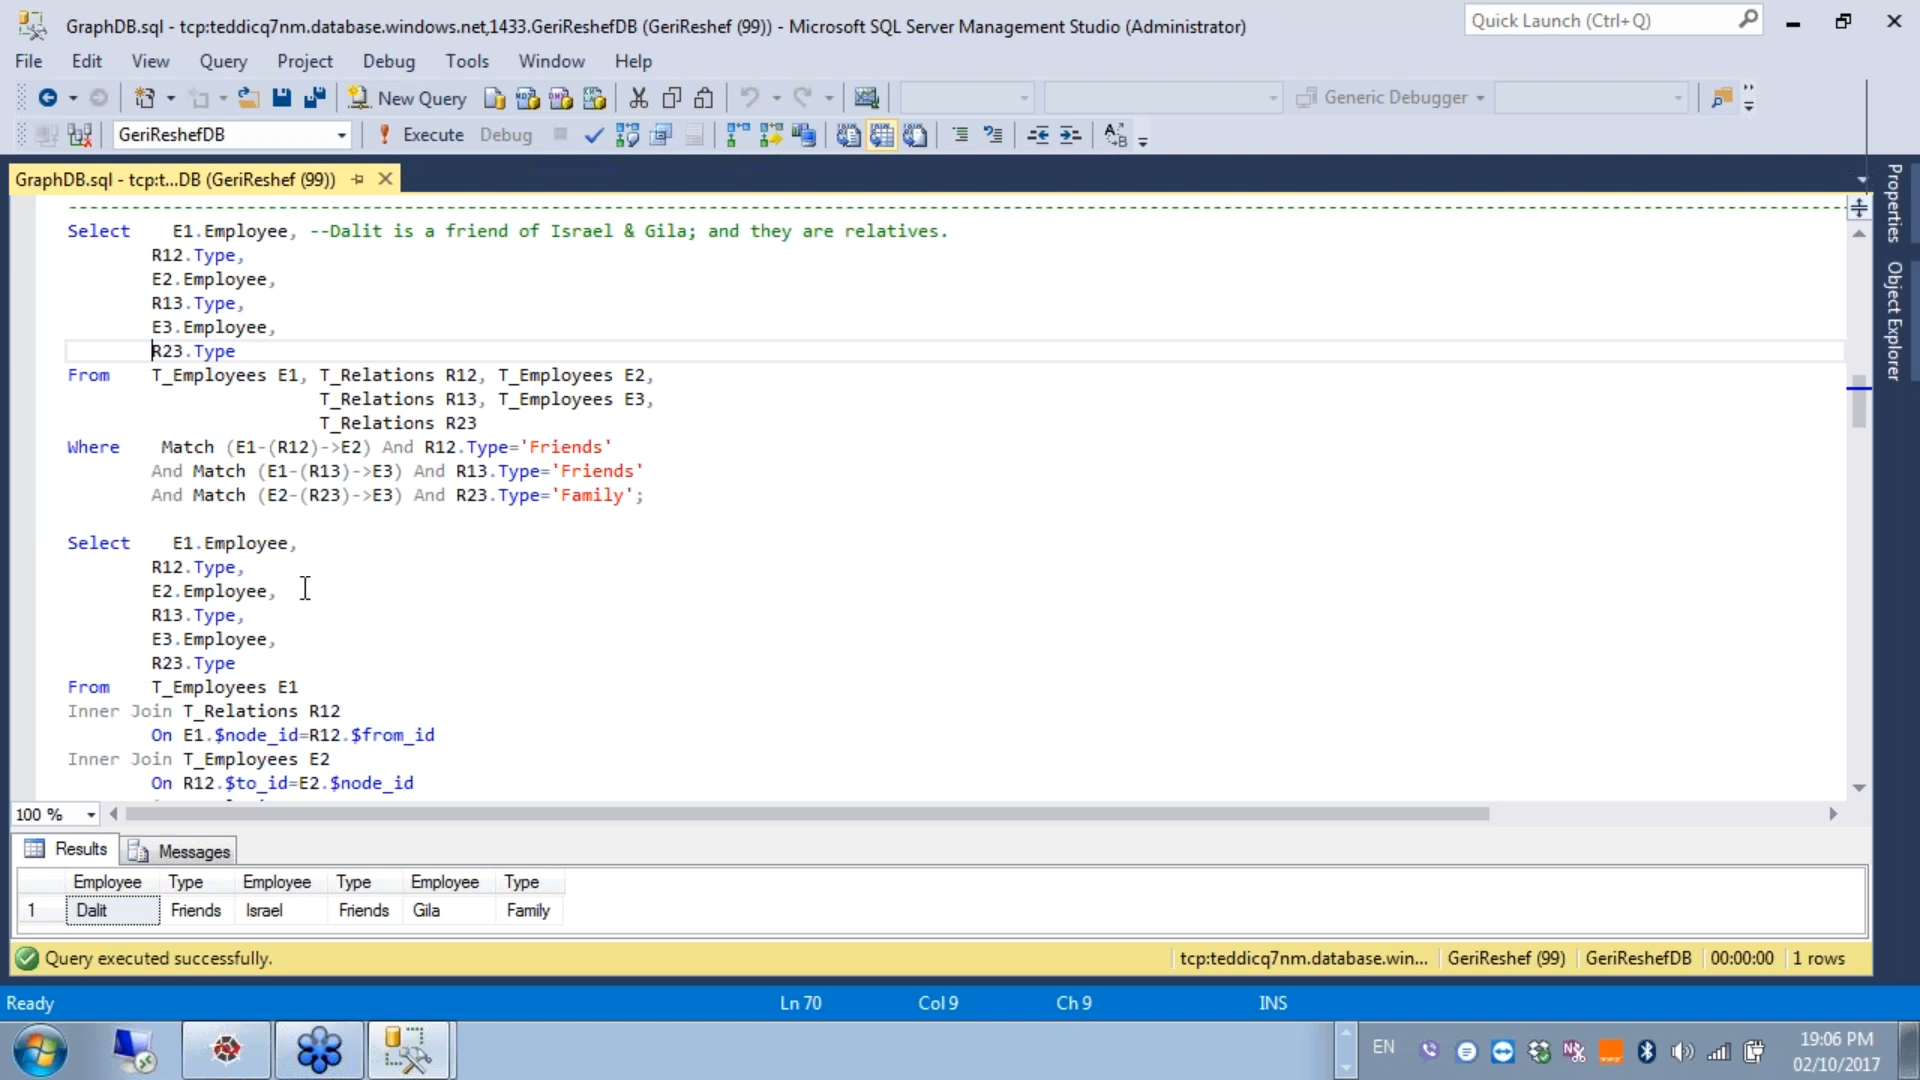 GraphDB.sql - tcp:teddicq7nm.database.windows.net,1433.GeriReshefDB (GeriReshef (99)) - Microsoft SQL Server Management Studio (Administrator)
Quick Launch (Ctrl+Q)
File Edit View Query Project Debug Tools Window Help
New Query
Generic Debugger
GeriReshefDB
Execute Debug
GraphDB.sql - tcp:t...DB (GeriReshef (99))
Properties
Object Explorer
Select E1.Employee, --Dalit is a friend of Israel & Gila; and they are relatives.
R12.Type,
E2.Employee,
R13.Type,
E3.Employee,
R23.Type
From T_Employees E1, T_Relations R12, T_Employees E2,
T_Relations R13, T_Employees E3,
T_Relations R23
Where Match (E1-(R12)->E2) And R12.Type='Friends'
And Match (E1-(R13)->E3) And R13.Type='Friends'
And Match (E2-(R23)->E3) And R23.Type='Family';
Select E1.Employee,
R12.Type,
E2.Employee,
R13.Type,
E3.Employee,
R23.Type
From T_Employees E1
Inner Join T_Relations R12
On E1.$node_id=R12.$from_id
Inner Join T_Employees E2
On R12.$to_id=E2.$node_id
100 %
Results Messages
Employee Type Employee Type Employee Type
1 Dalit Friends Israel Friends Gila Family
Query executed successfully.
tcp:teddicq7nm.database.win... GeriReshef (99) GeriReshefDB 00:00:00 1 rows
Ready Ln 70 Col 9 Ch 9 INS
EN
19:06 PM
02/10/2017